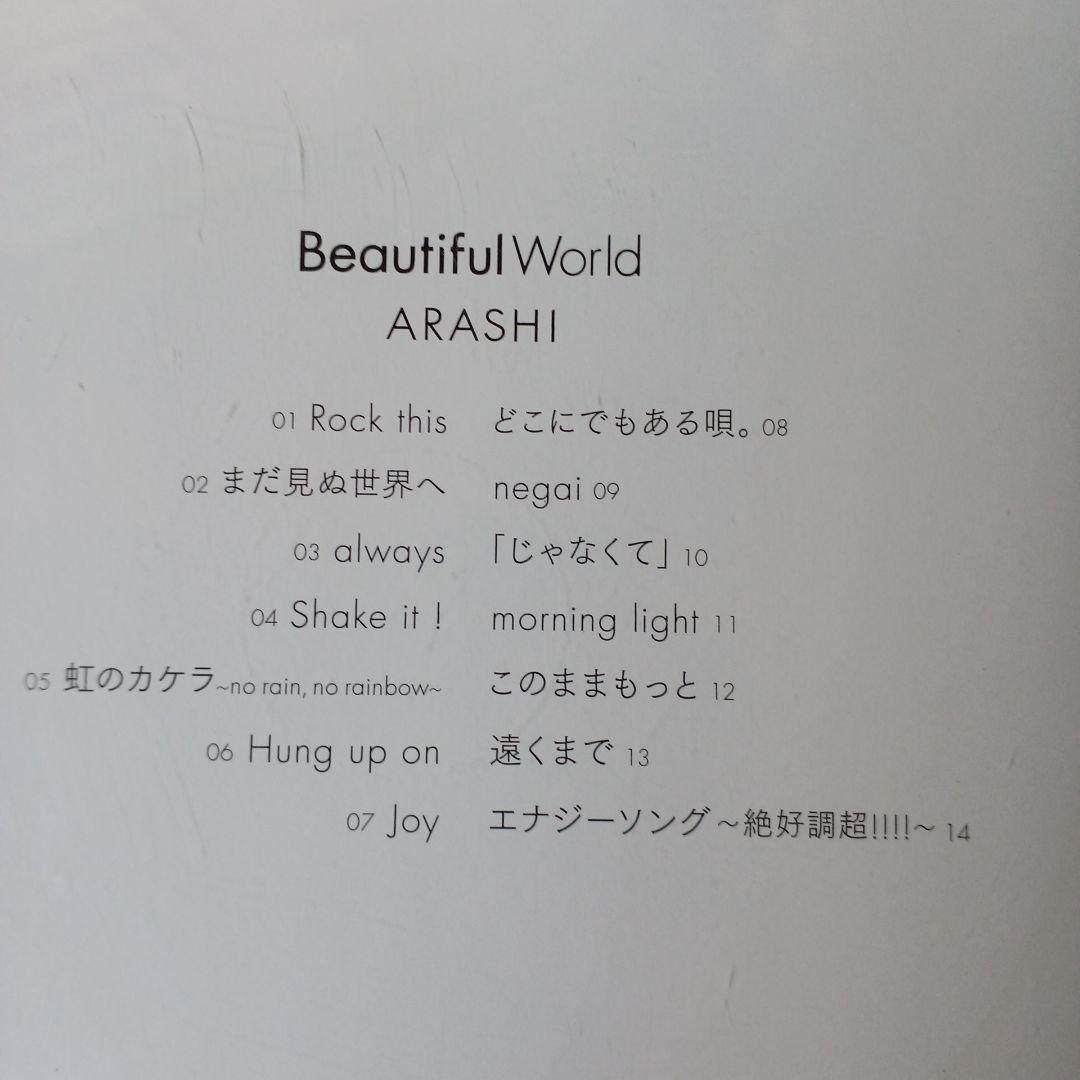 Beautiful World
ARASHI
01 Rock this
02 まだ見ぬ世界へ
03 always
04 Shake it !
05 虹のカケラ~no rain, no rainbow~
06 Hung up on
07 Joy
どこにでもある唄。 08
negai 09
「じゃなくて」 10
morning light 11
このままもっと 12
遠くまで 13
エナジーソング~絶好調超!!!!~ 14